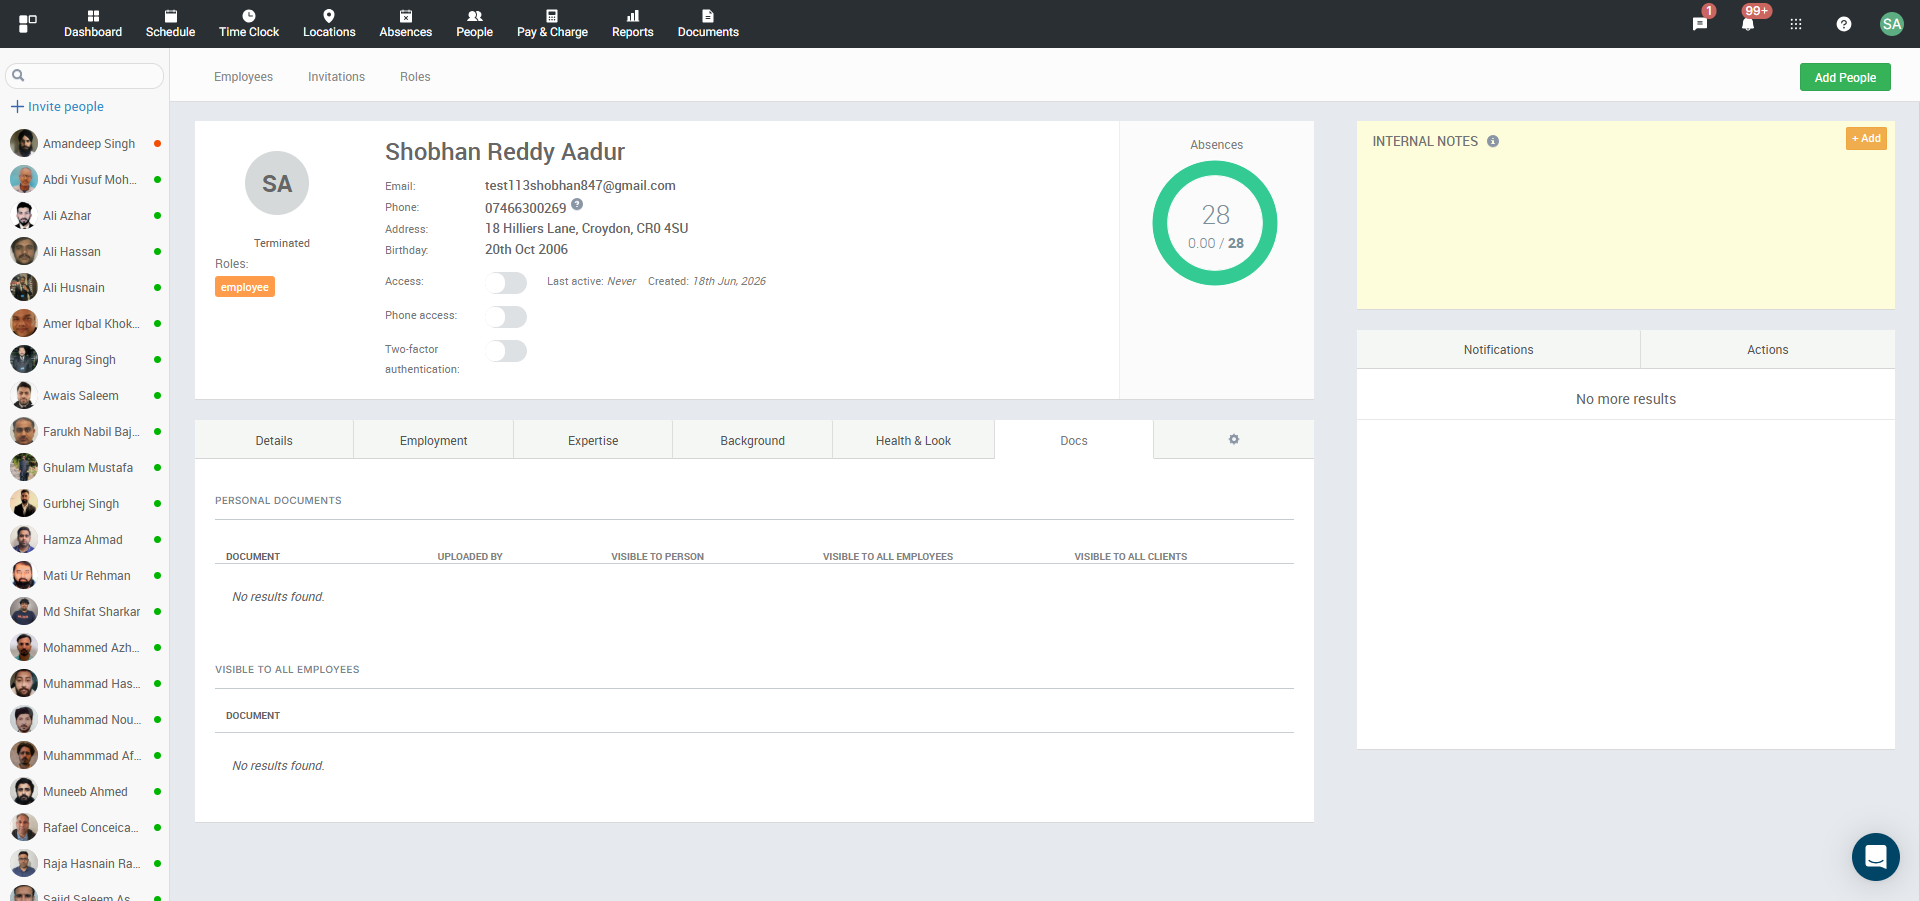 Dashboard
Schedule
Time Clock
Locations
Absences
People
Pay & Charge
Reports
Documents
1
99+
SA
Invite people
Amandeep Singh
Abdi Yusuf Moh...
Ali Azhar
Ali Hassan
Ali Husnain
Amer Iqbal Khok...
Anurag Singh
Awais Saleem
Farukh Nabil Baj...
Ghulam Mustafa
Gurbhej Singh
Hamza Ahmad
Mati Ur Rehman
Md Shifat Sharkar
Mohammed Azh...
Muhammad Has...
Muhammad Nou...
Muhammmad Af...
Muneeb Ahmed
Rafael Conceica...
Raja Hasnain Ra...
Sajid Saleem As...
Employees
Invitations
Roles
Add People
SA
Terminated
Roles:
employee
Shobhan Reddy Aadur
Email: test113shobhan847@gmail.com
Phone: 07466300269
Address: 18 Hilliers Lane, Croydon, CR0 4SU
Birthday: 20th Oct 2006
Access: Last active: Never Created: 18th Jun, 2026
Phone access:
Two-factor
authentication:
Absences
28
0.00 / 28
INTERNAL NOTES
+ Add
Notifications
Actions
No more results
Details
Employment
Expertise
Background
Health & Look
Docs
PERSONAL DOCUMENTS
DOCUMENT UPLOADED BY VISIBLE TO PERSON VISIBLE TO ALL EMPLOYEES VISIBLE TO ALL CLIENTS
No results found.
VISIBLE TO ALL EMPLOYEES
DOCUMENT
No results found.